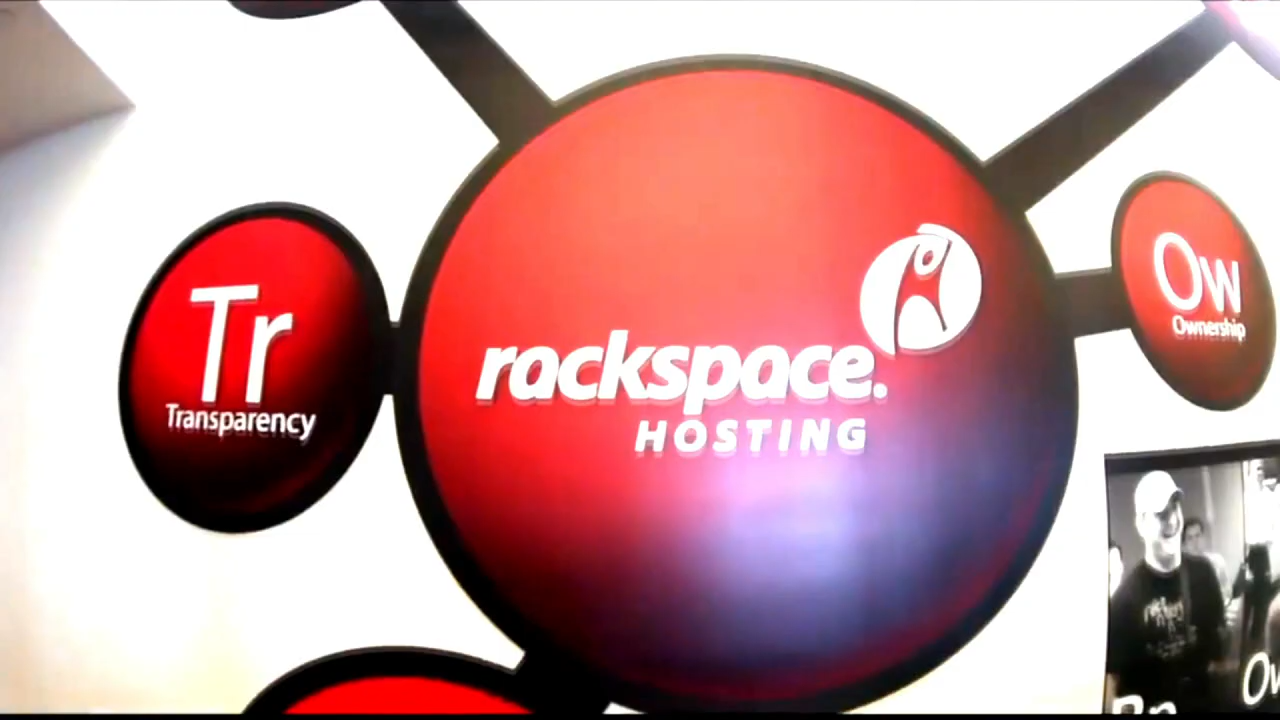 Tr
Transparency
rackspace.
HOSTING
Ow
Ownership